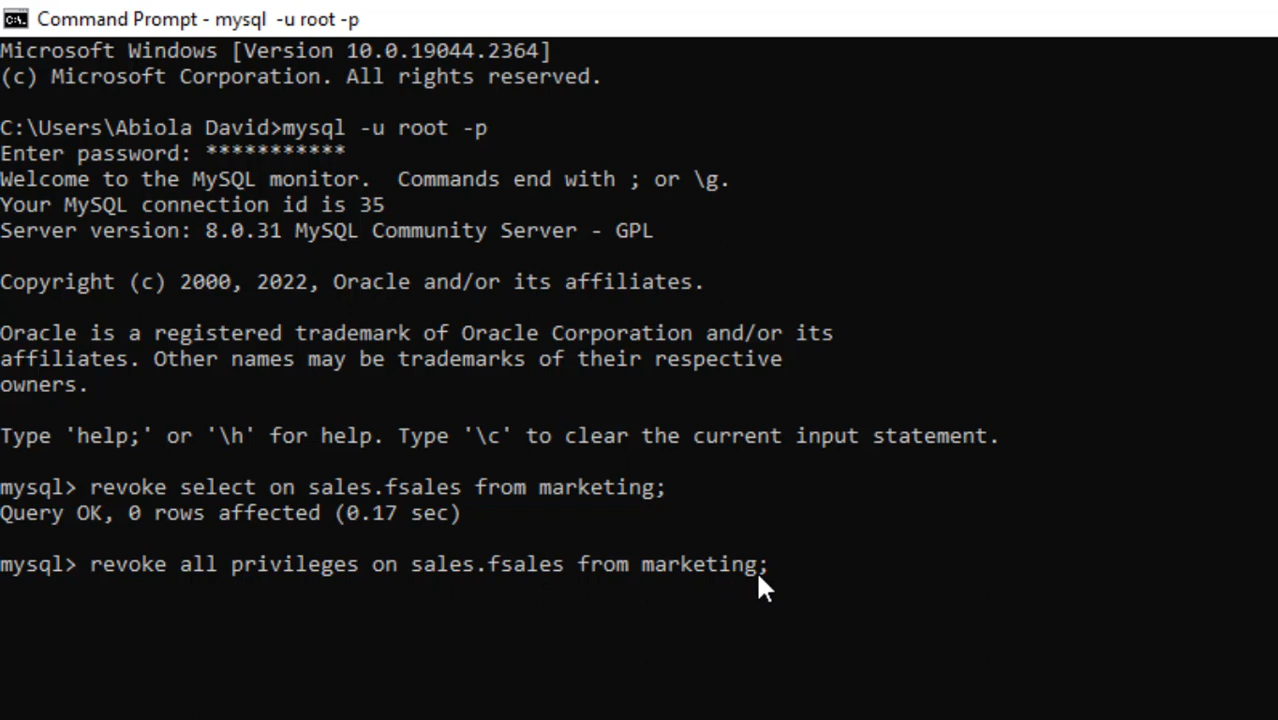 Command Prompt - mysql  -u root -p
Microsoft Windows [Version 10.0.19044.2364]
(c) Microsoft Corporation. All rights reserved.
C:\Users\Abiola David>mysql -u root -p
Enter password: ***********
Welcome to the MySQL monitor.  Commands end with ; or \g.
Your MySQL connection id is 35
Server version: 8.0.31 MySQL Community Server - GPL
Copyright (c) 2000, 2022, Oracle and/or its affiliates.
Oracle is a registered trademark of Oracle Corporation and/or its
affiliates. Other names may be trademarks of their respective
owners.
Type 'help;' or '\h' for help. Type '\c' to clear the current input statement.
mysql> revoke select on sales.fsales from marketing;
Query OK, 0 rows affected (0.17 sec)
mysql> revoke all privileges on sales.fsales from marketing;